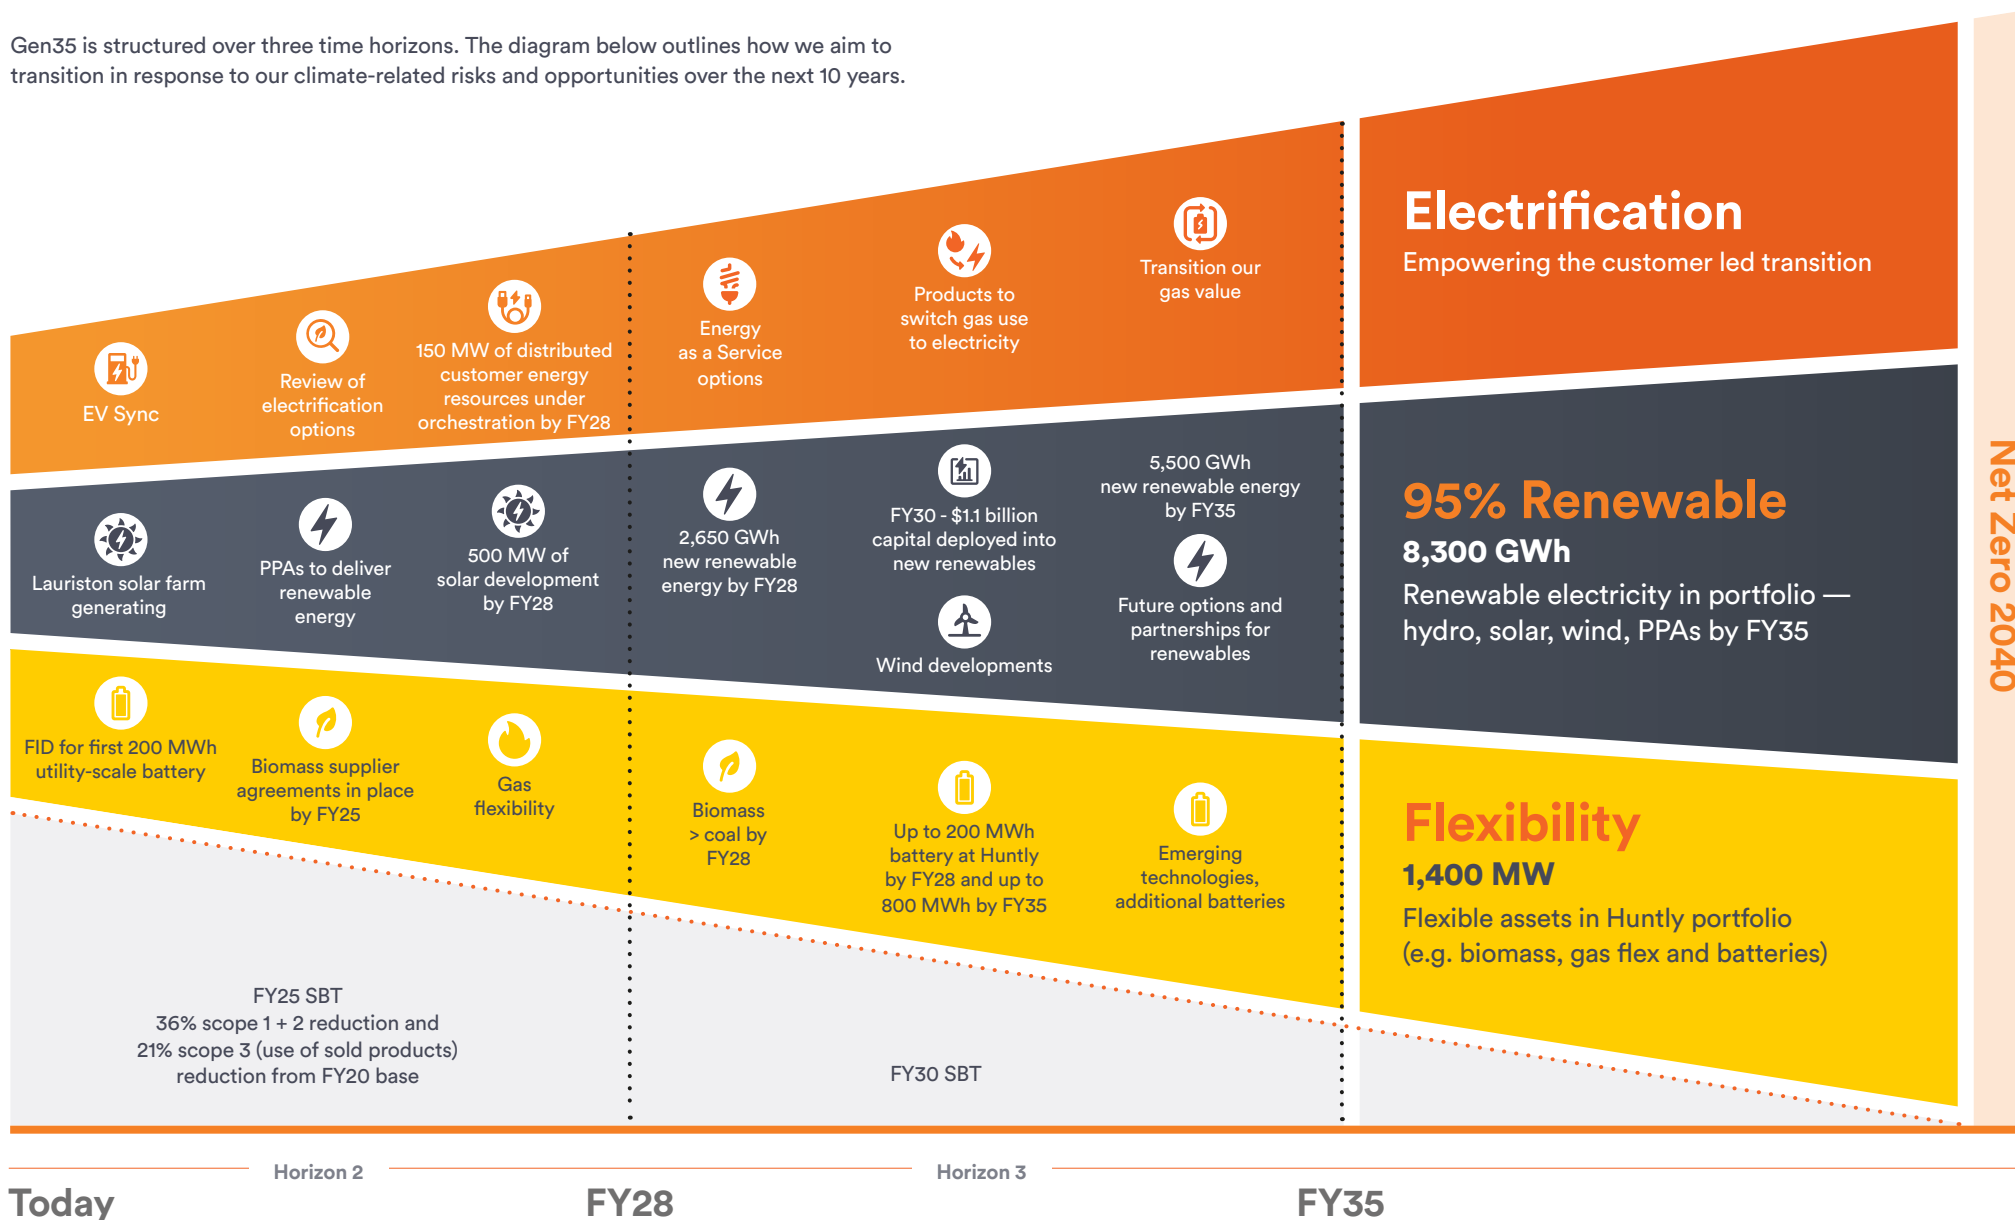 Gen35 is structured over three time horizons. The diagram below outlines how we aim to
transition in response to our climate-related risks and opportunities over the next 10 years.
EV Sync
Review of
electrification
options
150 MW of distributed
customer energy
resources under
orchestration by FY28
Energy
as a Service
options
Products to
switch gas use
to electricity
Transition our
gas value
Electrification
Empowering the customer led transition
Lauriston solar farm
generating
PPAs to deliver
renewable
energy
500 MW of
solar development
by FY28
2,650 GWh
new renewable
energy by FY28
FY30 - $1.1 billion
capital deployed into
new renewables
Wind developments
5,500 GWh
new renewable energy
by FY35
Future options and
partnerships for
renewables
95% Renewable
8,300 GWh
Renewable electricity in portfolio —
hydro, solar, wind, PPAs by FY35
FID for first 200 MWh
utility-scale battery
Biomass supplier
agreements in place
by FY25
Gas
flexibility
Biomass
> coal by
FY28
Up to 200 MWh
battery at Huntly
by FY28 and up to
800 MWh by FY35
Emerging
technologies,
additional batteries
Flexibility
1,400 MW
Flexible assets in Huntly portfolio
(e.g. biomass, gas flex and batteries)
Net Zero 2040
FY25 SBT
36% scope 1 + 2 reduction and
21% scope 3 (use of sold products)
reduction from FY20 base
FY30 SBT
Horizon 2
Horizon 3
Today
FY28
FY35